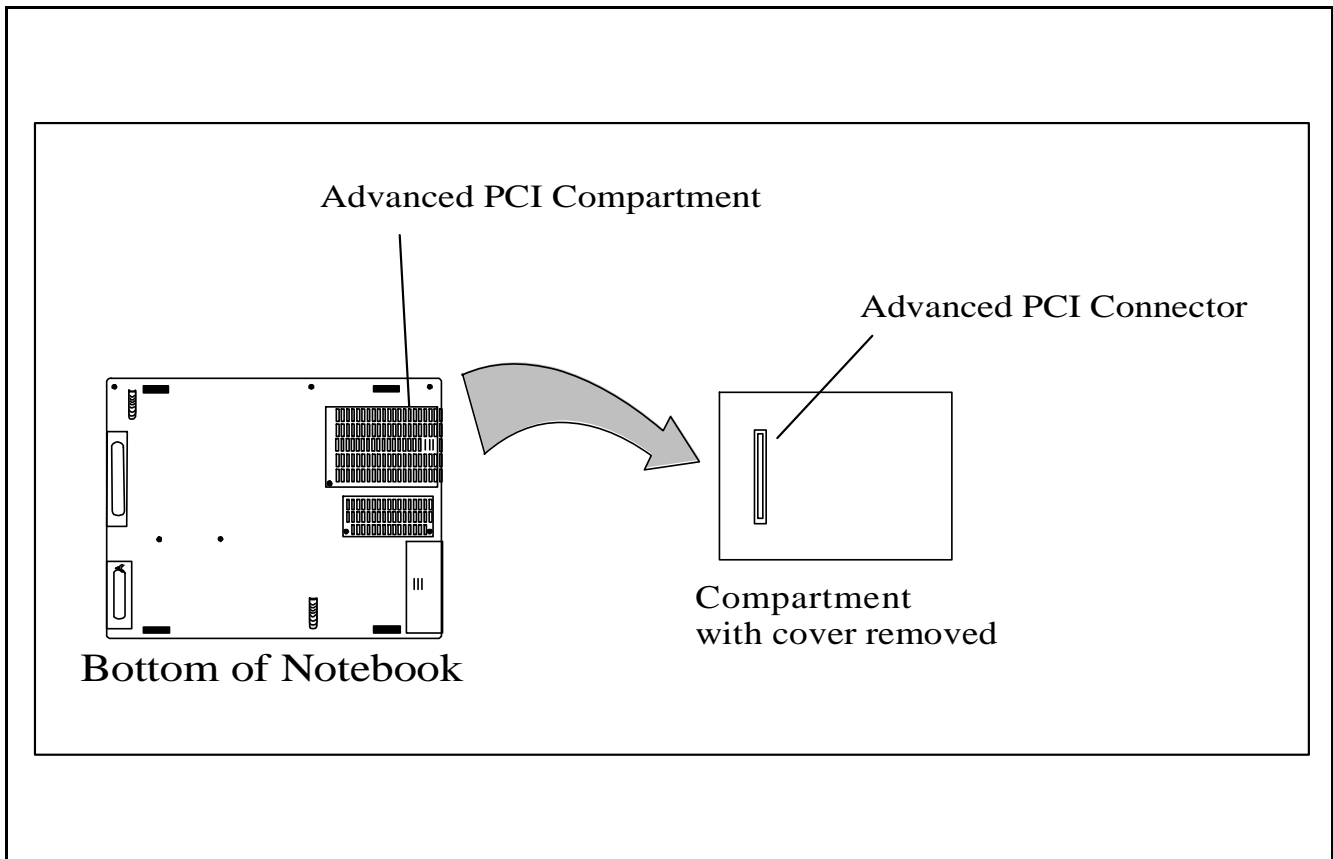 Advanced PCI Compartment
Advanced PCI Connector
Compartment
with cover removed
Bottom of Notebook